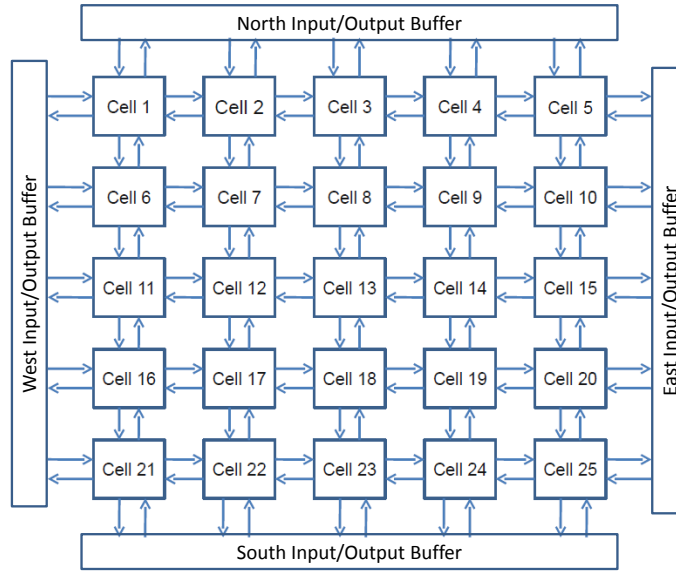 North Input/Output Buffer
West Input/Output Buffer
East Input/Output Buffer
Cell 1
Cell 2
Cell 3
Cell 4
Cell 5
Cell 6
Cell 7
Cell 8
Cell 9
Cell 10
Cell 11
Cell 12
Cell 13
Cell 14
Cell 15
Cell 16
Cell 17
Cell 18
Cell 19
Cell 20
Cell 21
Cell 22
Cell 23
Cell 24
Cell 25
South Input/Output Buffer